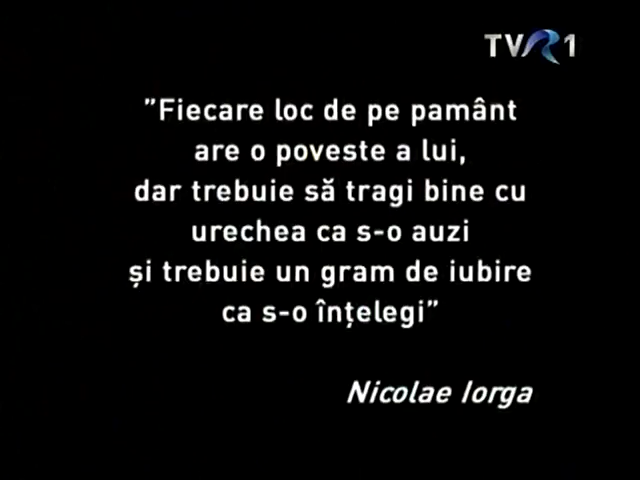 TVR1
”Fiecare loc de pe pamânt
are o poveste a lui,
dar trebuie să tragi bine cu
urechea ca s-o auzi
și trebuie un gram de iubire
ca s-o înțelegi”
Nicolae Iorga